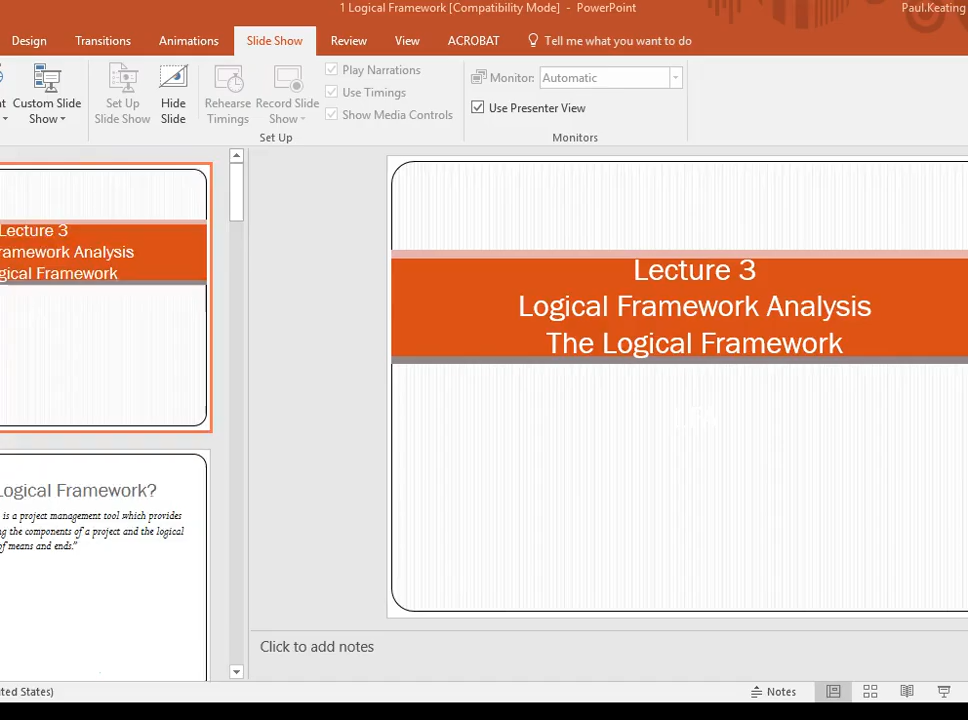 1 Logical Framework [Compatibility Mode] - PowerPoint
Paul.Keating
Design Transitions Animations Slide Show Review View ACROBAT Tell me what you want to do
Custom Slide
Show
Set Up
Slide Show
Hide
Slide
Rehearse
Timings
Record Slide
Show
Play Narrations
Use Timings
Show Media Controls
Set Up
Monitor: Automatic
Use Presenter View
Monitors
Lecture 3
ramework Analysis
gical Framework
Logical Framework?
is a project management tool which provides
ng the components of a project and the logical
of means and ends."
Lecture 3
Logical Framework Analysis
The Logical Framework
Click to add notes
ted States)
Notes